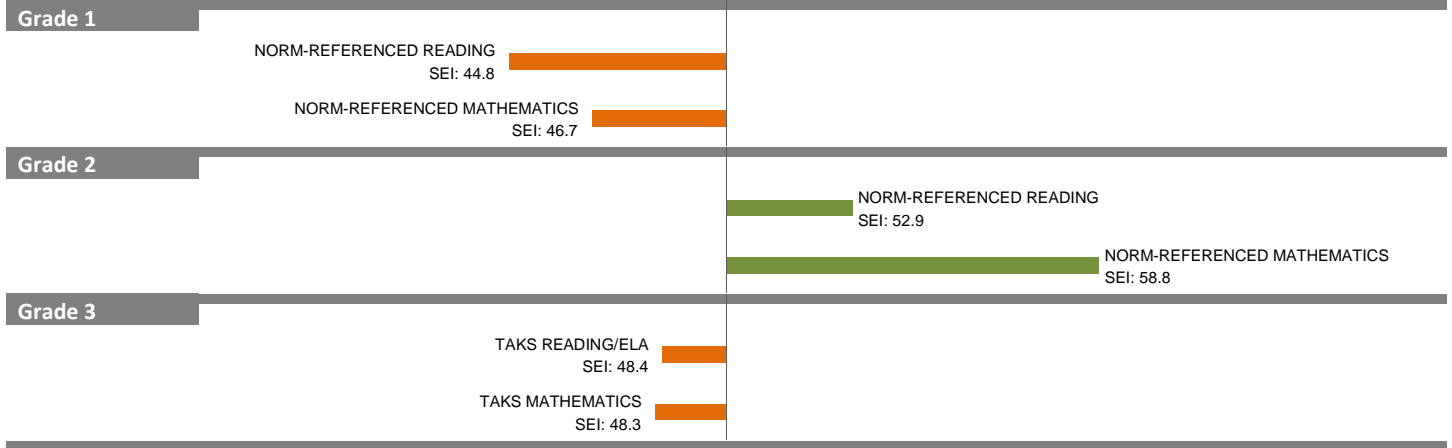 Grade 1
NORM-REFERENCED READING
SEI: 44.8
NORM-REFERENCED MATHEMATICS
SEI: 46.7
Grade 2
NORM-REFERENCED READING
SEI: 52.9
NORM-REFERENCED MATHEMATICS
SEI: 58.8
Grade 3
TAKS READING/ELA
SEI: 48.4
TAKS MATHEMATICS
SEI: 48.3